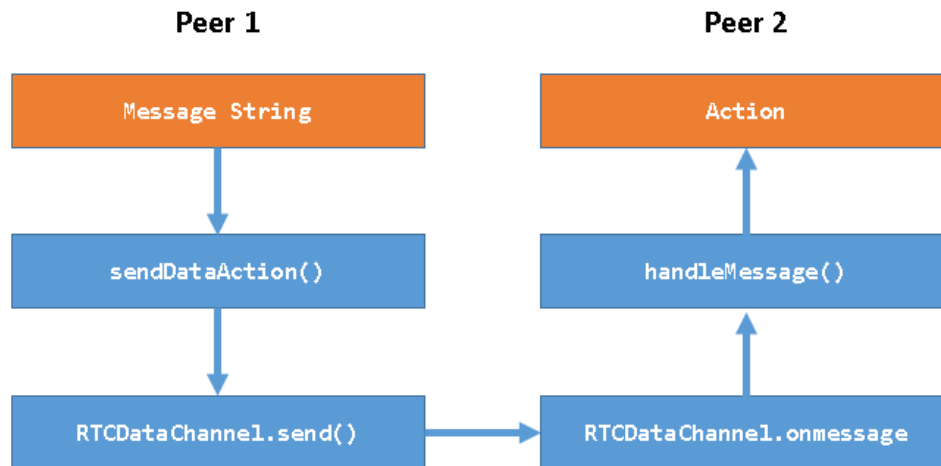 Peer 1
Peer 2
Message String
Action
sendDataAction()
handleMessage()
RTCDataChannel.send()
RTCDataChannel.onmessage